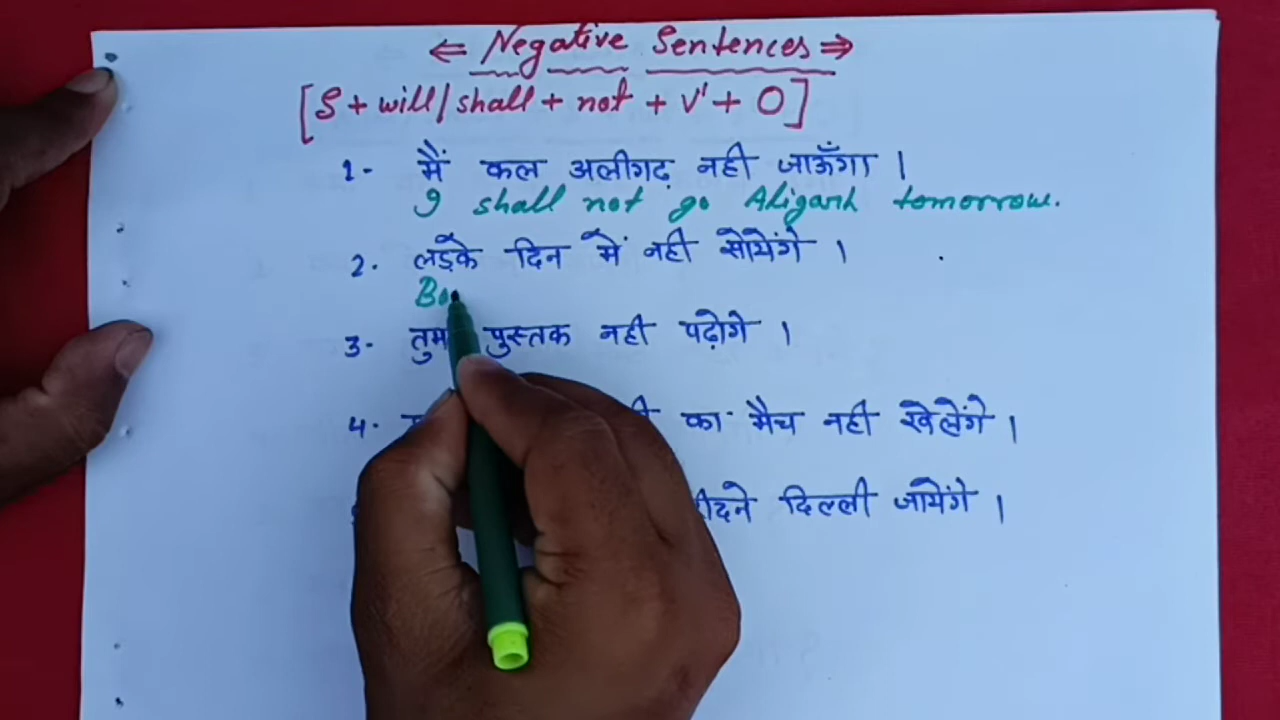 ⇐ Negative Sentences ⇒
[S + will/shall + not + V' + O]
1- मैं कल अलीगढ़ नही जाऊँगा ।
I shall not go Aligarh tomorrow.
2. लड़के दिन में नही सोयेंगे ।
Bo
3- तुम पुस्तक नही पढ़ोगे ।
4. का मैच नही खेलेंगे ।
दिल्ली जायेंगे ।